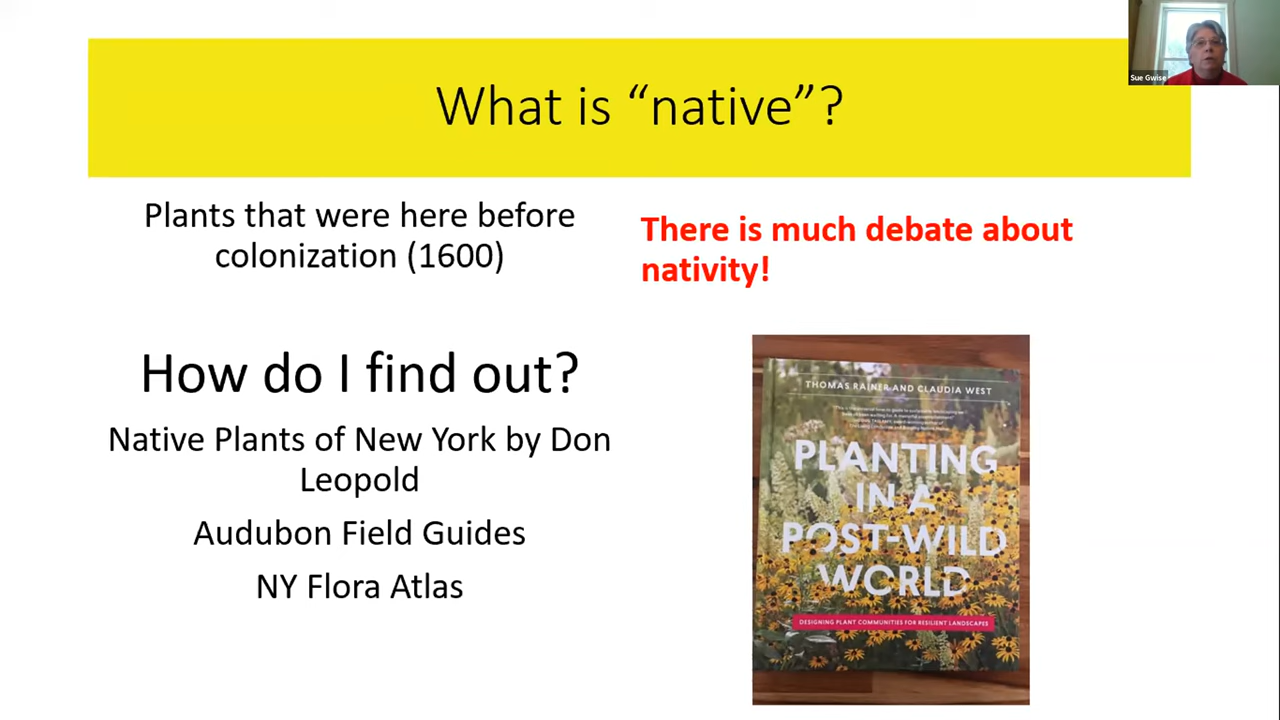 What is “native”?
Sue Gwise
Plants that were here before
colonization (1600)
There is much debate about
nativity!
How do I find out?
Native Plants of New York by Don
Leopold
Audubon Field Guides
NY Flora Atlas
THOMAS RAINER AND CLAUDIA WEST
PLANTING
IN A
POST-WILD
WORLD
DESIGNING PLANT COMMUNITIES FOR RESILIENT LANDSCAPES